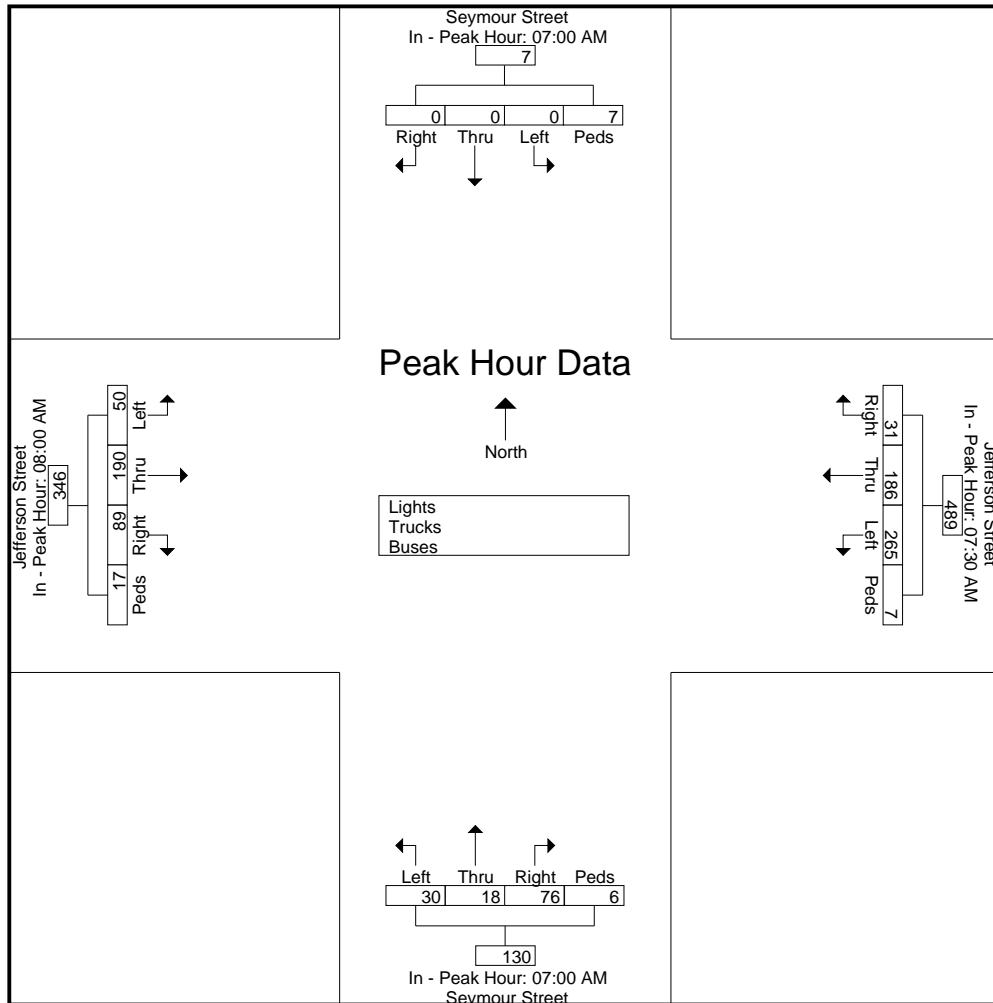 Seymour Street
In - Peak Hour: 07:00 AM
7
0 0 0 7
Right Thru Left Peds
Peak Hour Data
North
Lights
Trucks
Buses
Jefferson Street
In - Peak Hour: 08:00 AM
346
50 190 89 17
Left Thru Right Peds
Jefferson Street
In - Peak Hour: 07:30 AM
489
31 186 265 7
Right Thru Left Peds
Left Thru Right Peds
30 18 76 6
130
In - Peak Hour: 07:00 AM
Seymour Street